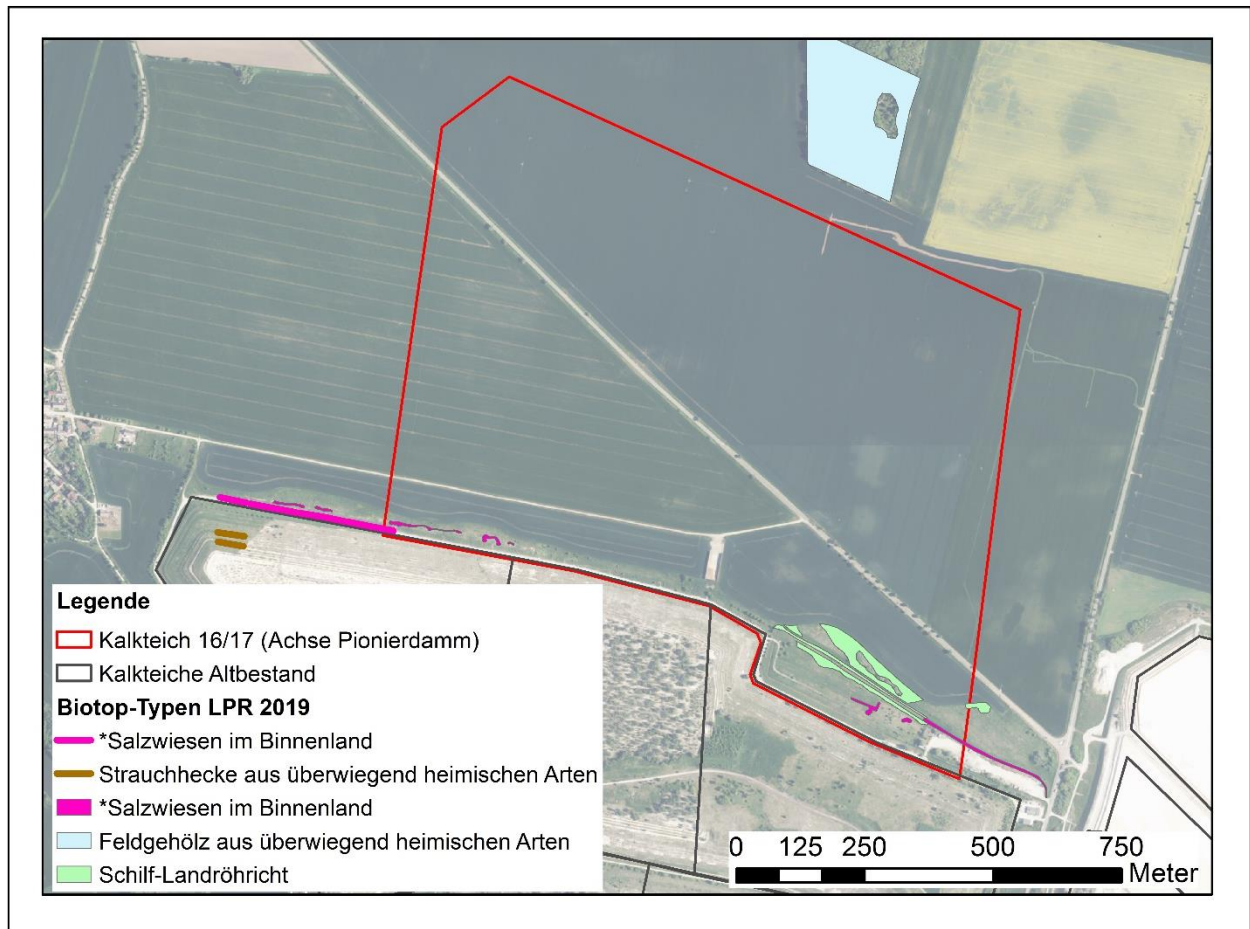 Legende
Kalkteich 16/17 (Achse Pionierdamm)
Kalkteiche Altbestand
Biotop-Typen LPR 2019
*Salzwiesen im Binnenland
Strauchhecke aus überwiegend heimischen Arten
*Salzwiesen im Binnenland
Feldgehölz aus überwiegend heimischen Arten
Schilf-Landröhricht
0 125 250 500 750
Meter